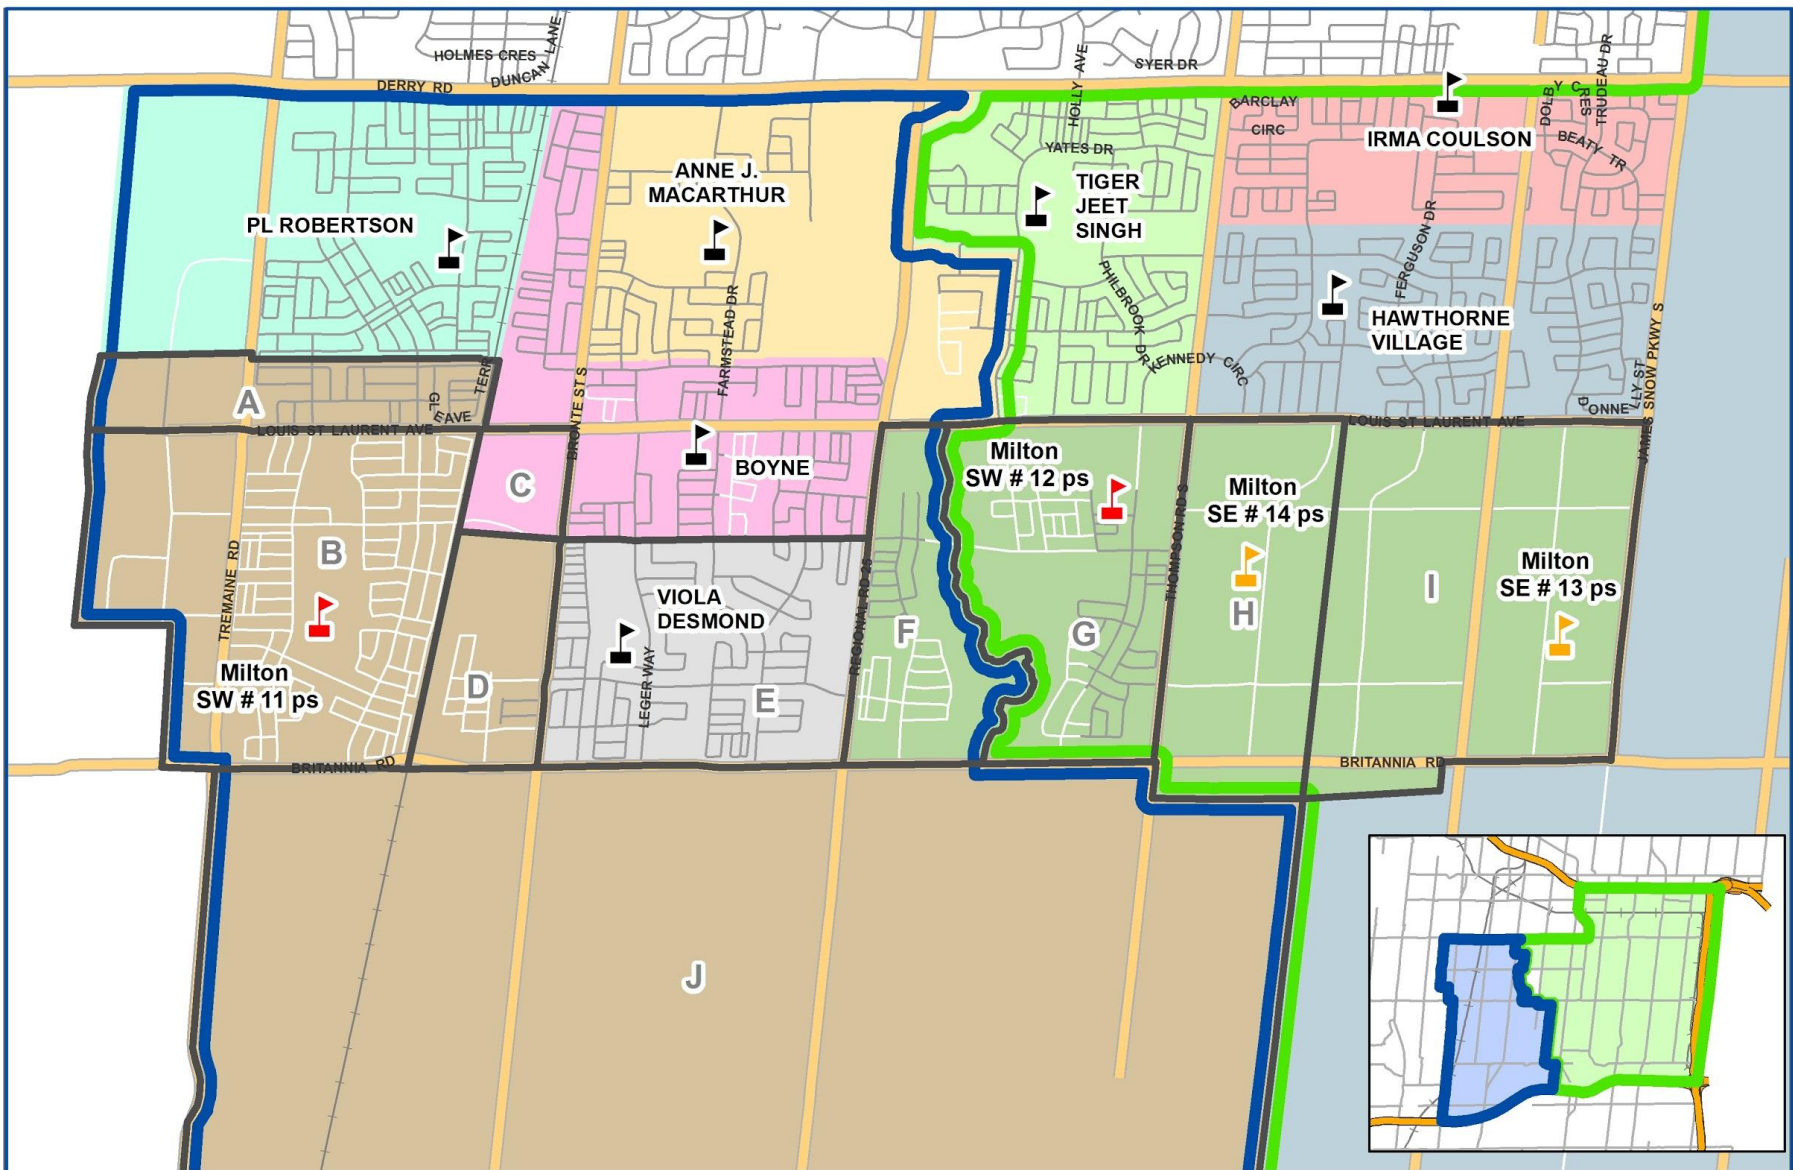 HOLMES CRES
DUNCAN LANE
DERRY RD
SYER DR
HOLLY AVE
TRUDEAU DR
DOLBY CRES
BARCLAY
CIRC
IRMA COULSON
BEATY TR
YATES DR
ANNE J.
MACARTHUR
TIGER
JEET
SINGH
PL ROBERTSON
FERGUSON DR
PHILBROOK DR
HAWTHORNE
VILLAGE
FARMSTEAD DR
KENNEDY CIRC
JAMES SNOW PKWY S
DONNELLY ST
GLEAVE TERR
BRONTE ST S
A
LOUIS ST LAURENT AVE
LOUIS ST LAURENT AVE
C
BOYNE
Milton
SW # 12 ps
THOMPSON RD S
Milton
SE # 14 ps
B
TREMAINE RD
VIOLA
DESMOND
REGIONAL RD 25
F
G
H
I
Milton
SE # 13 ps
Milton
SW # 11 ps
D
LEGER WAY
E
BRITANNIA RD
BRITANNIA RD
J